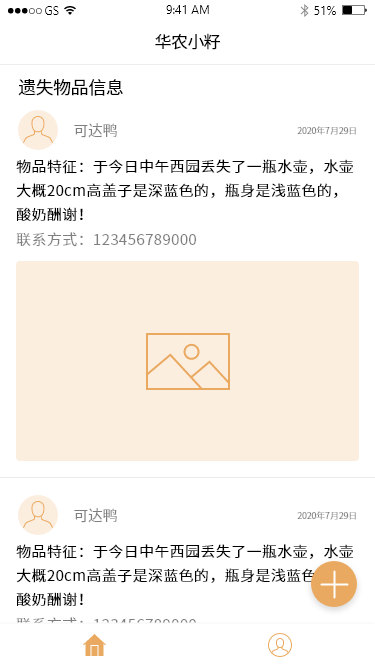 GS 9:41 AM 51%
华农小籽
遗失物品信息
可达鸭 2020年7月29日
物品特征：于今日中午西园丢失了一瓶水壶，水壶
大概20cm高盖子是深蓝色的，瓶身是浅蓝色的，
酸奶酬谢！
联系方式：123456789000
可达鸭 2020年7月29日
物品特征：于今日中午西园丢失了一瓶水壶，水壶
大概20cm高盖子是深蓝色的，瓶身是浅蓝色
酸奶酬谢！
联系方式：123456789000